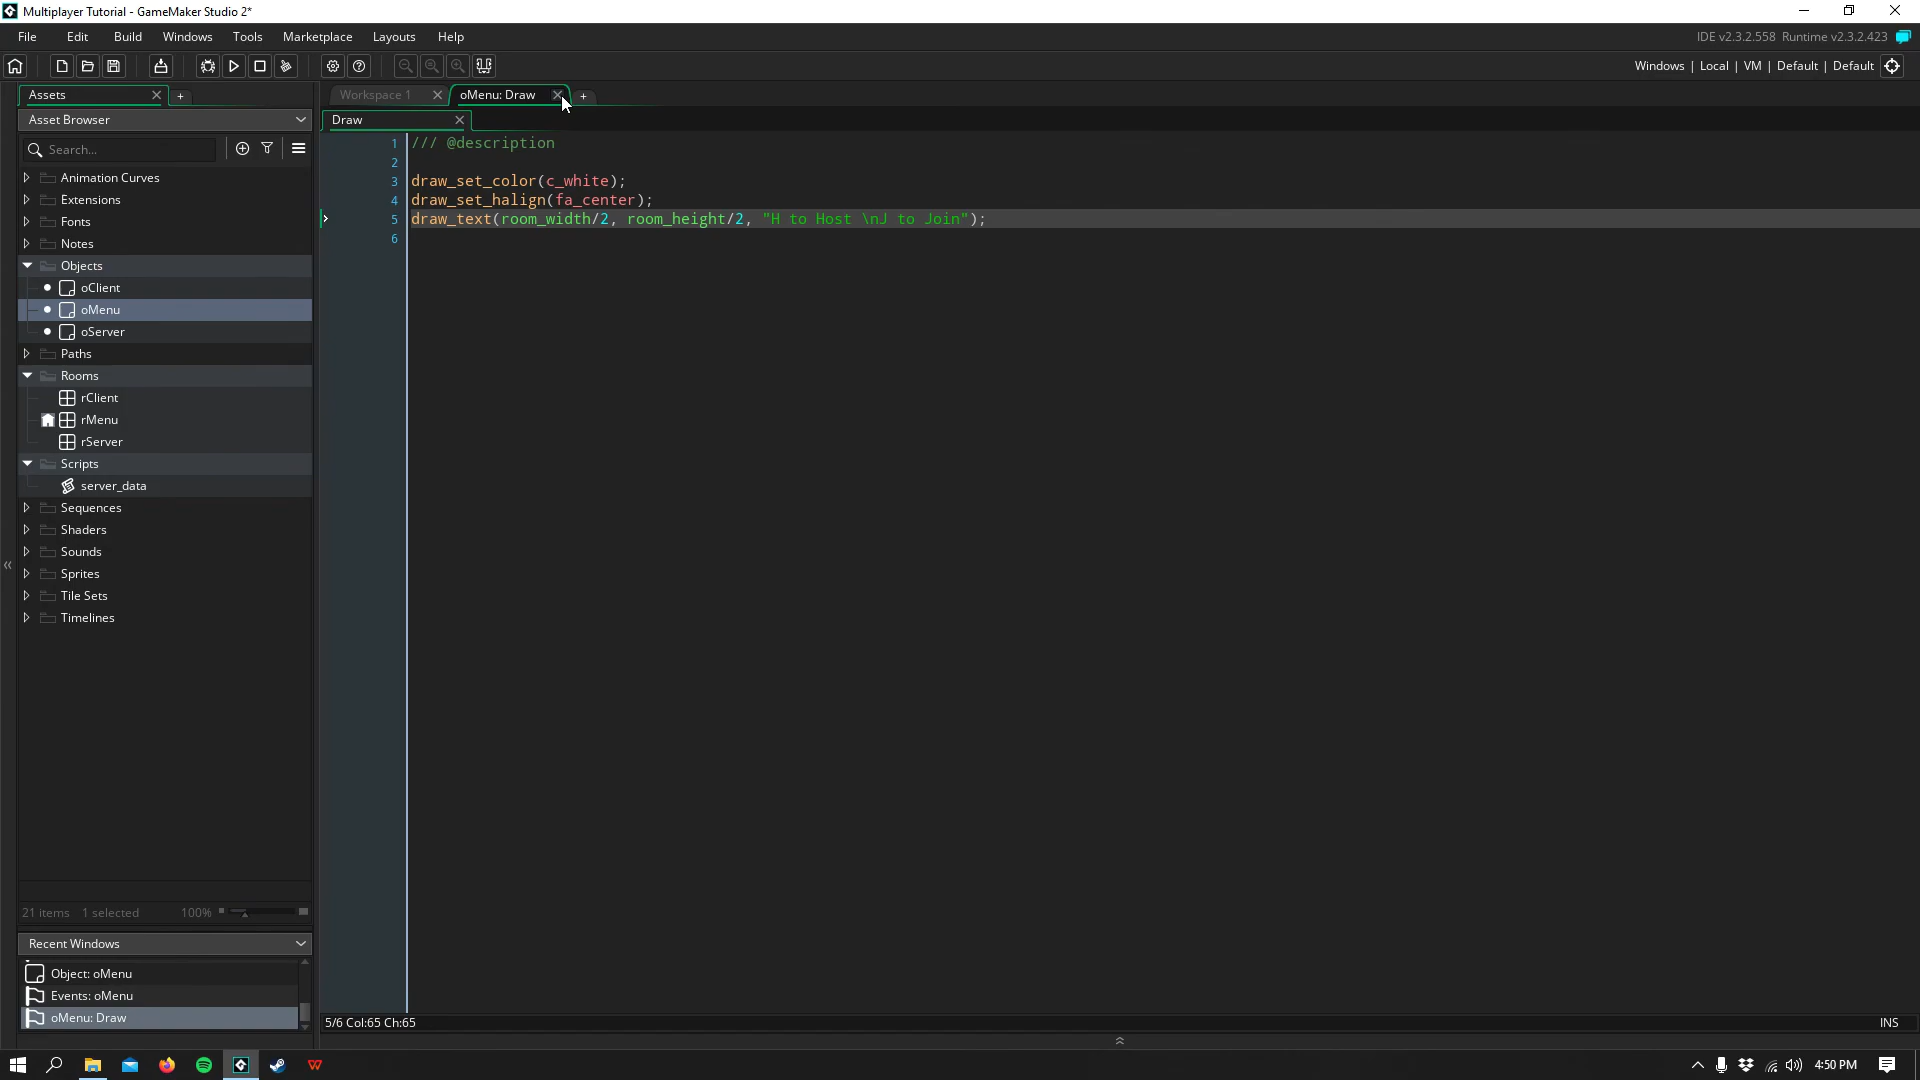 Multiplayer Tutorial - GameMaker Studio 2*
File Edit Build Windows Tools Marketplace Layouts Help
IDE v2.3.2.558 Runtime v2.3.2.423
Windows | Local | VM | Default | Default
Assets
Workspace 1
oMenu: Draw
Asset Browser
Draw
Search...
1 /// @description
2
3 draw_set_color(c_white);
4 draw_set_halign(fa_center);
5 draw_text(room_width/2, room_height/2, "H to Host \nJ to Join");
6
Animation Curves
Extensions
Fonts
Notes
Objects
oClient
oMenu
oServer
Paths
Rooms
rClient
rMenu
rServer
Scripts
server_data
Sequences
Shaders
Sounds
Sprites
Tile Sets
Timelines
21 items 1 selected 100%
Recent Windows
Object: oMenu
Events: oMenu
oMenu: Draw
5/6 Col:65 Ch:65
INS
4:50 PM